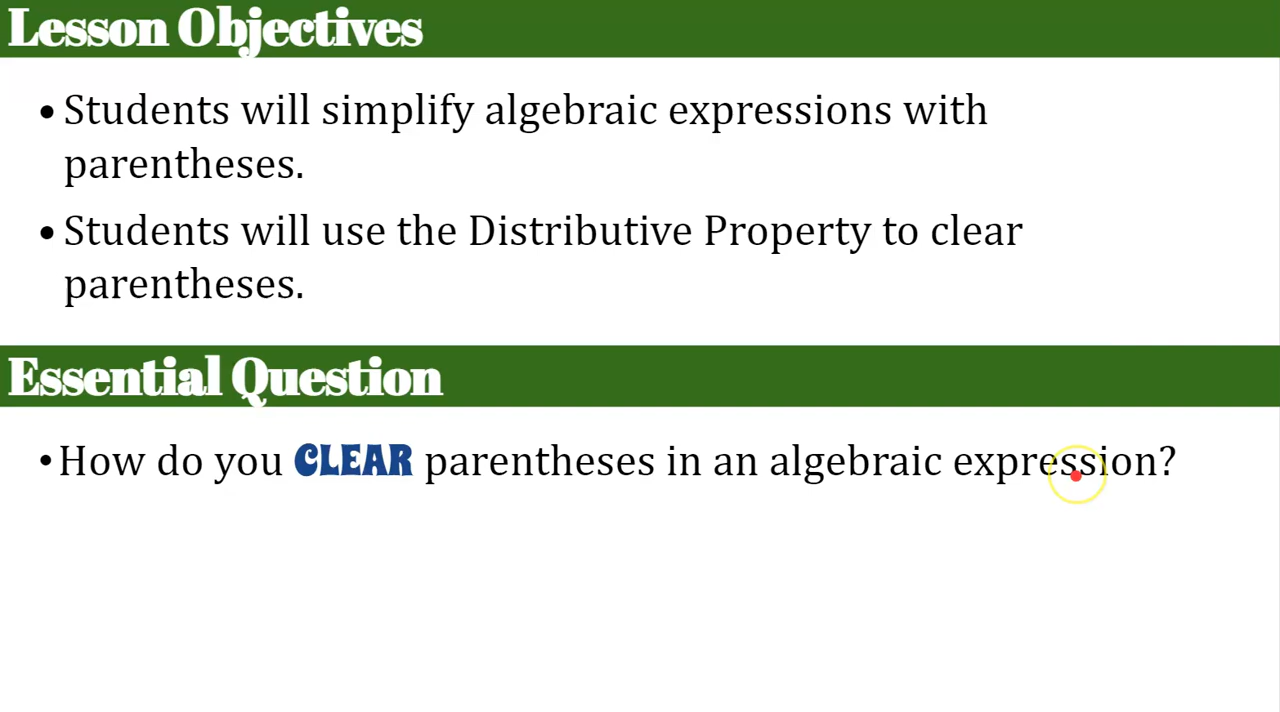 Lesson Objectives
•Students will simplify algebraic expressions with
parentheses.
•Students will use the Distributive Property to clear
parentheses.
Essential Question
•How do you CLEAR parentheses in an algebraic expression?